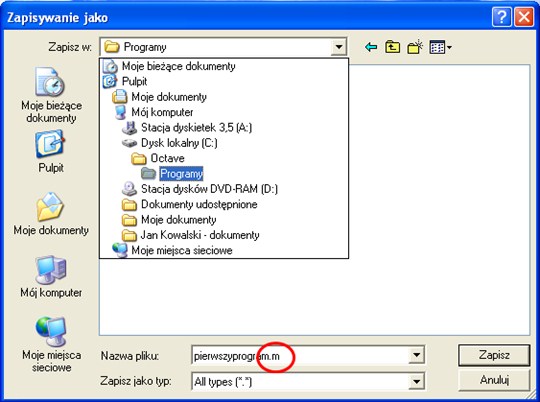 Zapisywanie jako
Zapisz w: Programy
Moje bieżące dokumenty
Pulpit
Moje dokumenty
Mój komputer
Stacja dyskietek 3,5 (A:)
Dysk lokalny (C:)
Octave
Programy
Stacja dysków DVD-RAM (D:)
Dokumenty udostępnione
Moje dokumenty
Jan Kowalski - dokumenty
Moje miejsca sieciowe
Moje bieżące
dokumenty
Pulpit
Moje dokumenty
Mój komputer
Moje miejsca
sieciowe
Nazwa pliku: pierwszyprogram.m Zapisz
Zapisz jako typ: All types (*.*) Anuluj